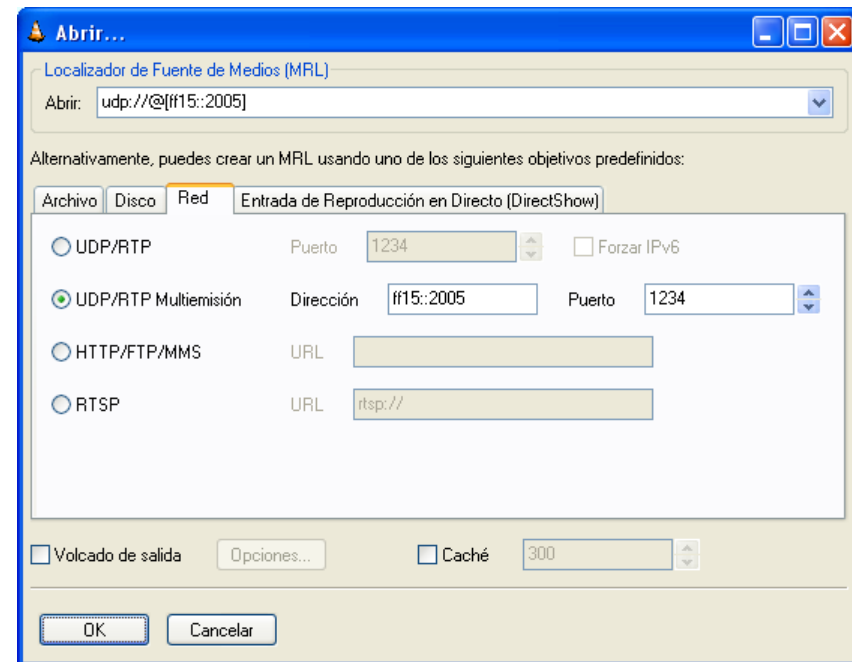 Abrir...
Localizador de Fuente de Medios (MRL)
Abrir: udp://@[ff15::2005]
Alternativamente, puedes crear un MRL usando uno de los siguientes objetivos predefinidos:
Archivo Disco Red Entrada de Reproducción en Directo (DirectShow)
UDP/RTP Puerto 1234 Forzar IPv6
UDP/RTP Multiemisión Dirección ff15::2005 Puerto 1234
HTTP/FTP/MMS URL
RTSP URL rtsp://
Volcado de salida Opciones... Caché 300
OK Cancelar